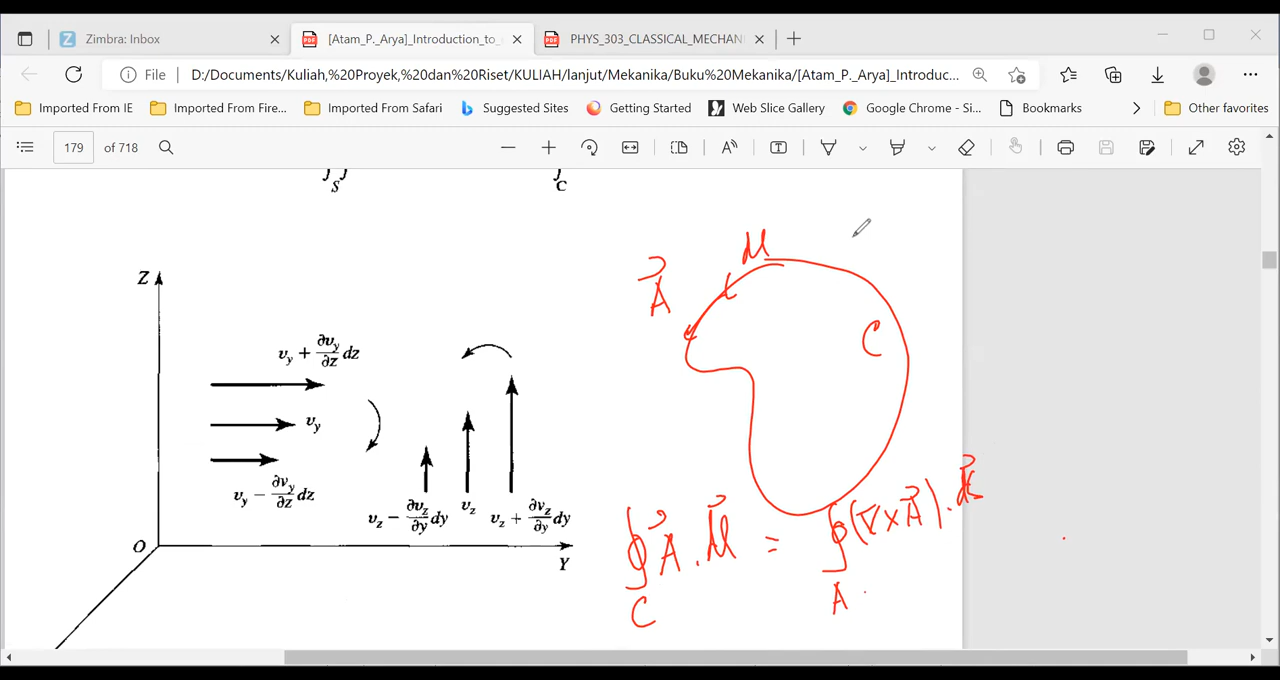 Zimbra: Inbox
[Atam_P._Arya]_Introduction_to_
PHYS_303_CLASSICAL_MECHAN
File
D:/Documents/Kuliah,%20Proyek,%20dan%20Riset/KULIAH/lanjut/Mekanika/Buku%20Mekanika/[Atam_P._Arya]_Introduc...
Imported From IE
Imported From Fire...
Imported From Safari
Suggested Sites
Getting Started
Web Slice Gallery
Google Chrome - Si...
Bookmarks
Other favorites
179 of 718
S
C
Z
v_y + ∂v_y/∂z dz
v_y
v_y − ∂v_y/∂z dz
v_z − ∂v_z/∂y dy
v_z
v_z + ∂v_z/∂y dy
O
Y
A⃗
dl
C
∮_C A⃗ . dl⃗ = ∮_A (∇ × A⃗) .